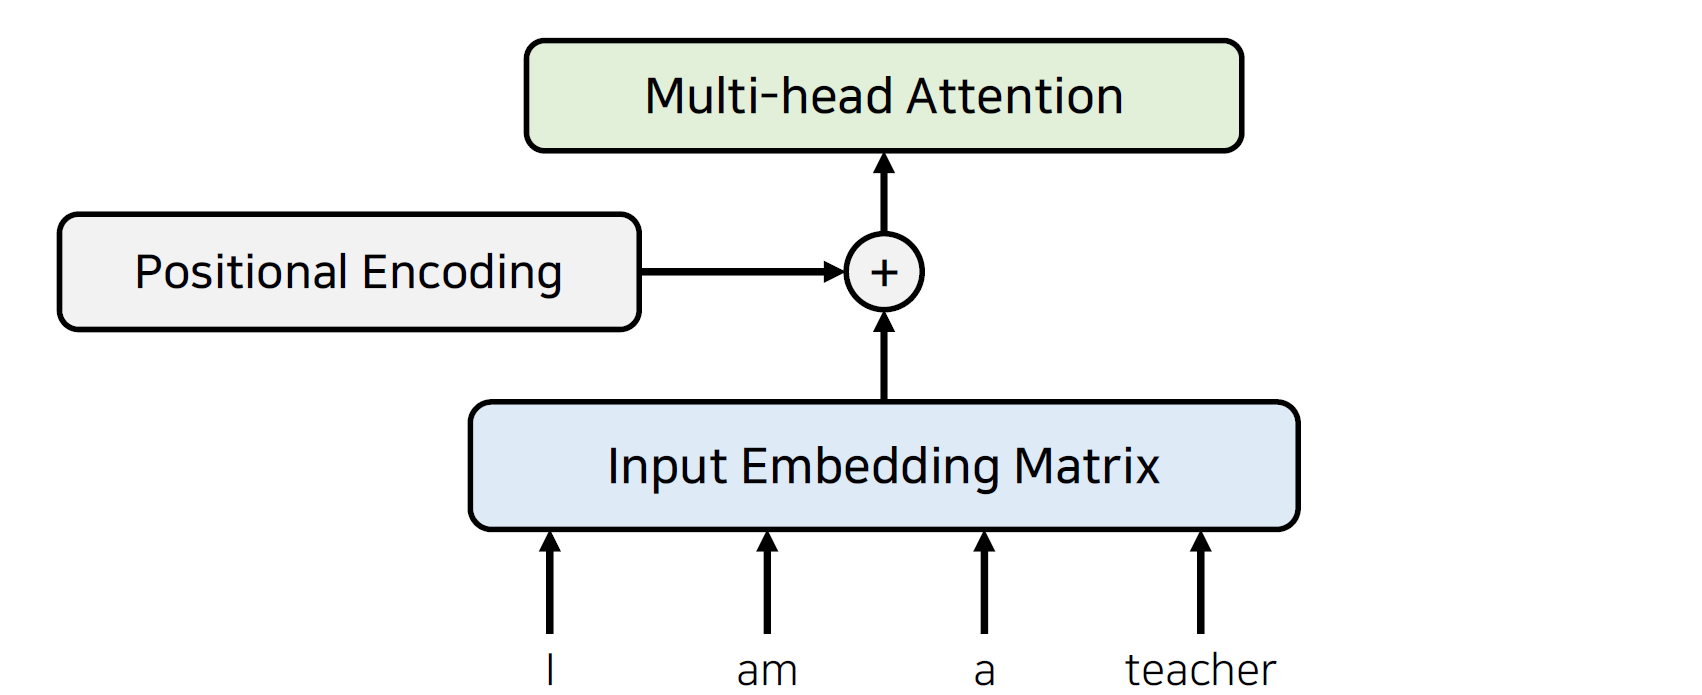 Multi-head Attention
Positional Encoding
+
Input Embedding Matrix
I am a teacher